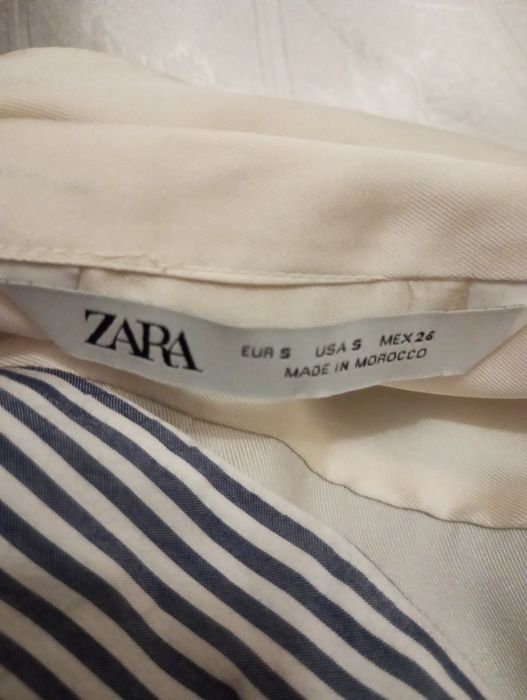 ZARA
EUR S USA S MEX 26
MADE IN MOROCCO